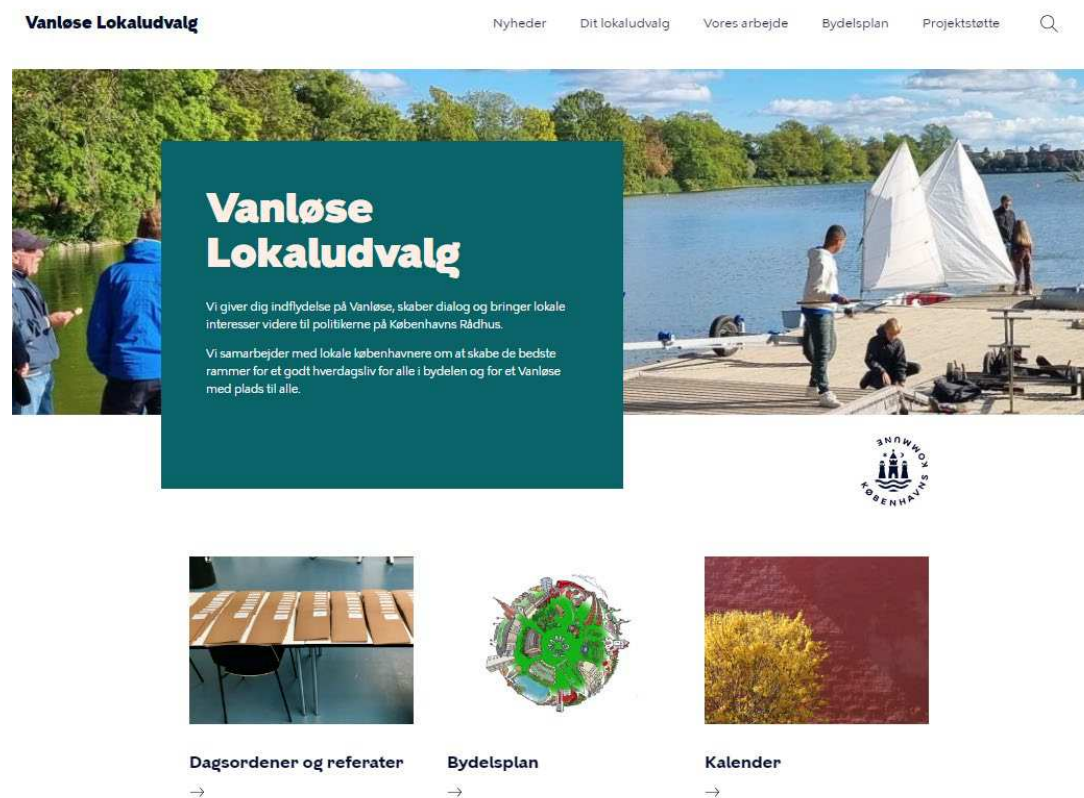 Vanløse Lokaludvalg
Nyheder
Dit lokaludvalg
Vores arbejde
Bydelsplan
Projektstøtte
Vanløse
Lokaludvalg
Vi giver dig indflydelse på Vanløse, skaber dialog og bringer lokale
interesser videre til politikerne på Københavns Rådhus.
Vi samarbejder med lokale københavnere om at skabe de bedste
rammer for et godt hverdagsliv for alle i bydelen og for et Vanløse
med plads til alle.
KØBENHAVNS KOMMUNE
Dagsordener og referater
Bydelsplan
Kalender